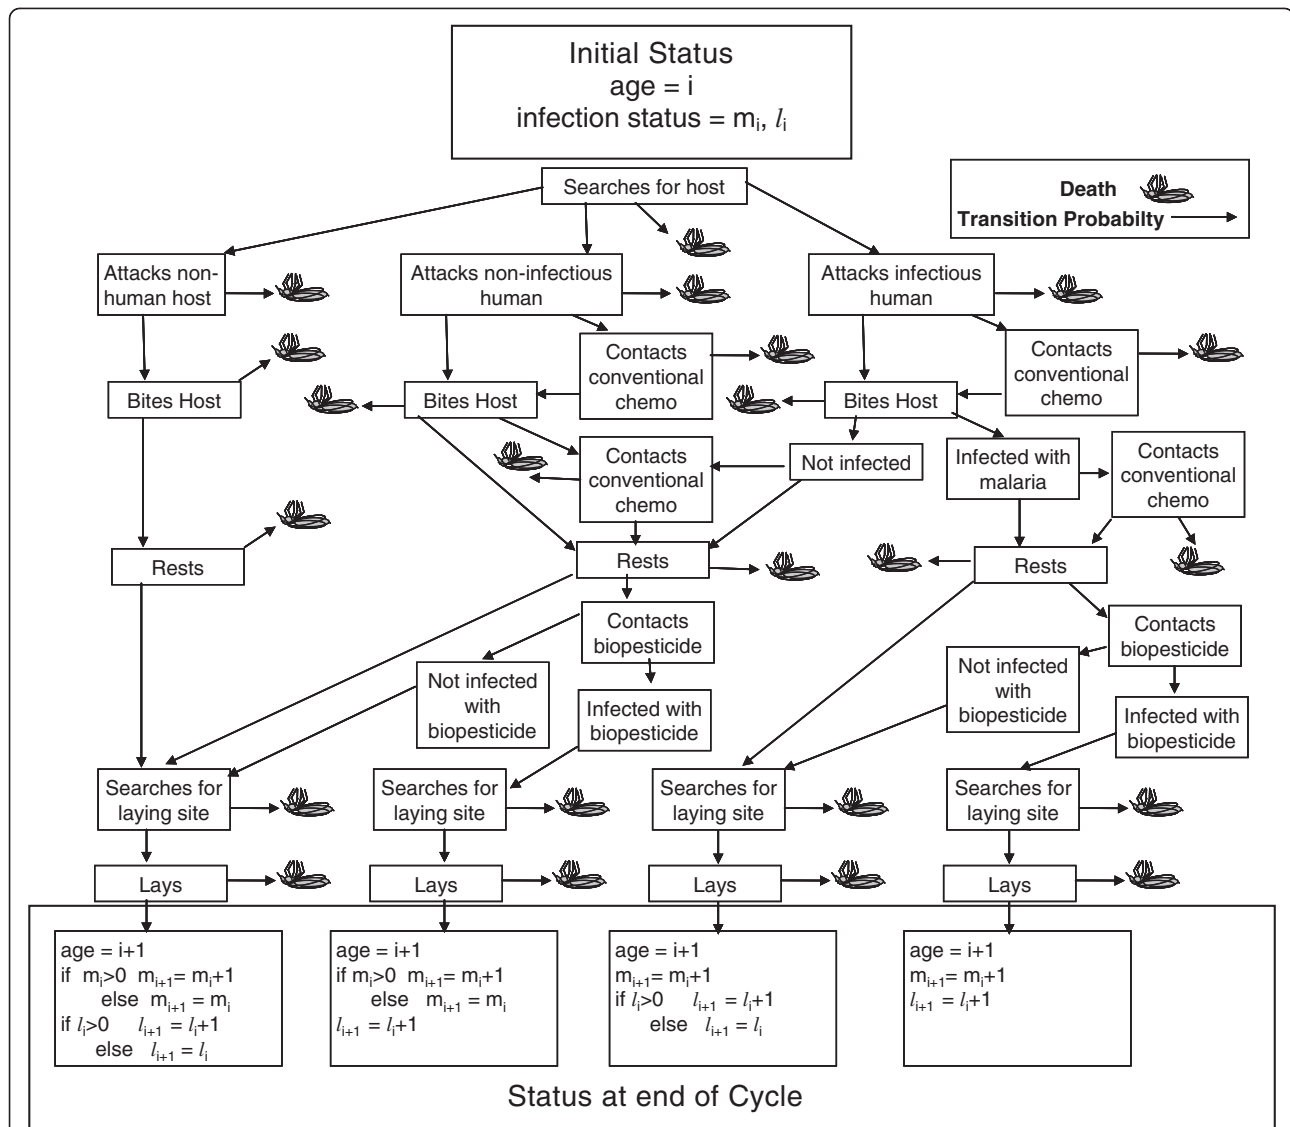 Initial Status
age = i
infection status = mᵢ, lᵢ
Searches for host
Death
Transition Probabilty
Attacks non-
human host
Attacks non-infectious
human
Attacks infectious
human
Contacts
conventional
chemo
Contacts
conventional
chemo
Bites Host
Bites Host
Bites Host
Contacts
conventional
chemo
Not infected
Infected with
malaria
Contacts
conventional
chemo
Rests
Rests
Rests
Contacts
biopesticide
Contacts
biopesticide
Not infected
with
biopesticide
Infected with
biopesticide
Not infected
with
biopesticide
Infected with
biopesticide
Searches for
laying site
Searches for
laying site
Searches for
laying site
Searches for
laying site
Lays
Lays
Lays
Lays
age = i+1
if mᵢ>0 mᵢ₊₁= mᵢ+1
else mᵢ₊₁ = mᵢ
if lᵢ>0 lᵢ₊₁ = lᵢ+1
else lᵢ₊₁ = lᵢ
age = i+1
if mᵢ>0 mᵢ₊₁= mᵢ+1
else mᵢ₊₁ = mᵢ
lᵢ₊₁ = lᵢ+1
age = i+1
mᵢ₊₁= mᵢ+1
if lᵢ>0 lᵢ₊₁ = lᵢ+1
else lᵢ₊₁ = lᵢ
age = i+1
mᵢ₊₁= mᵢ+1
lᵢ₊₁ = lᵢ+1
Status at end of Cycle